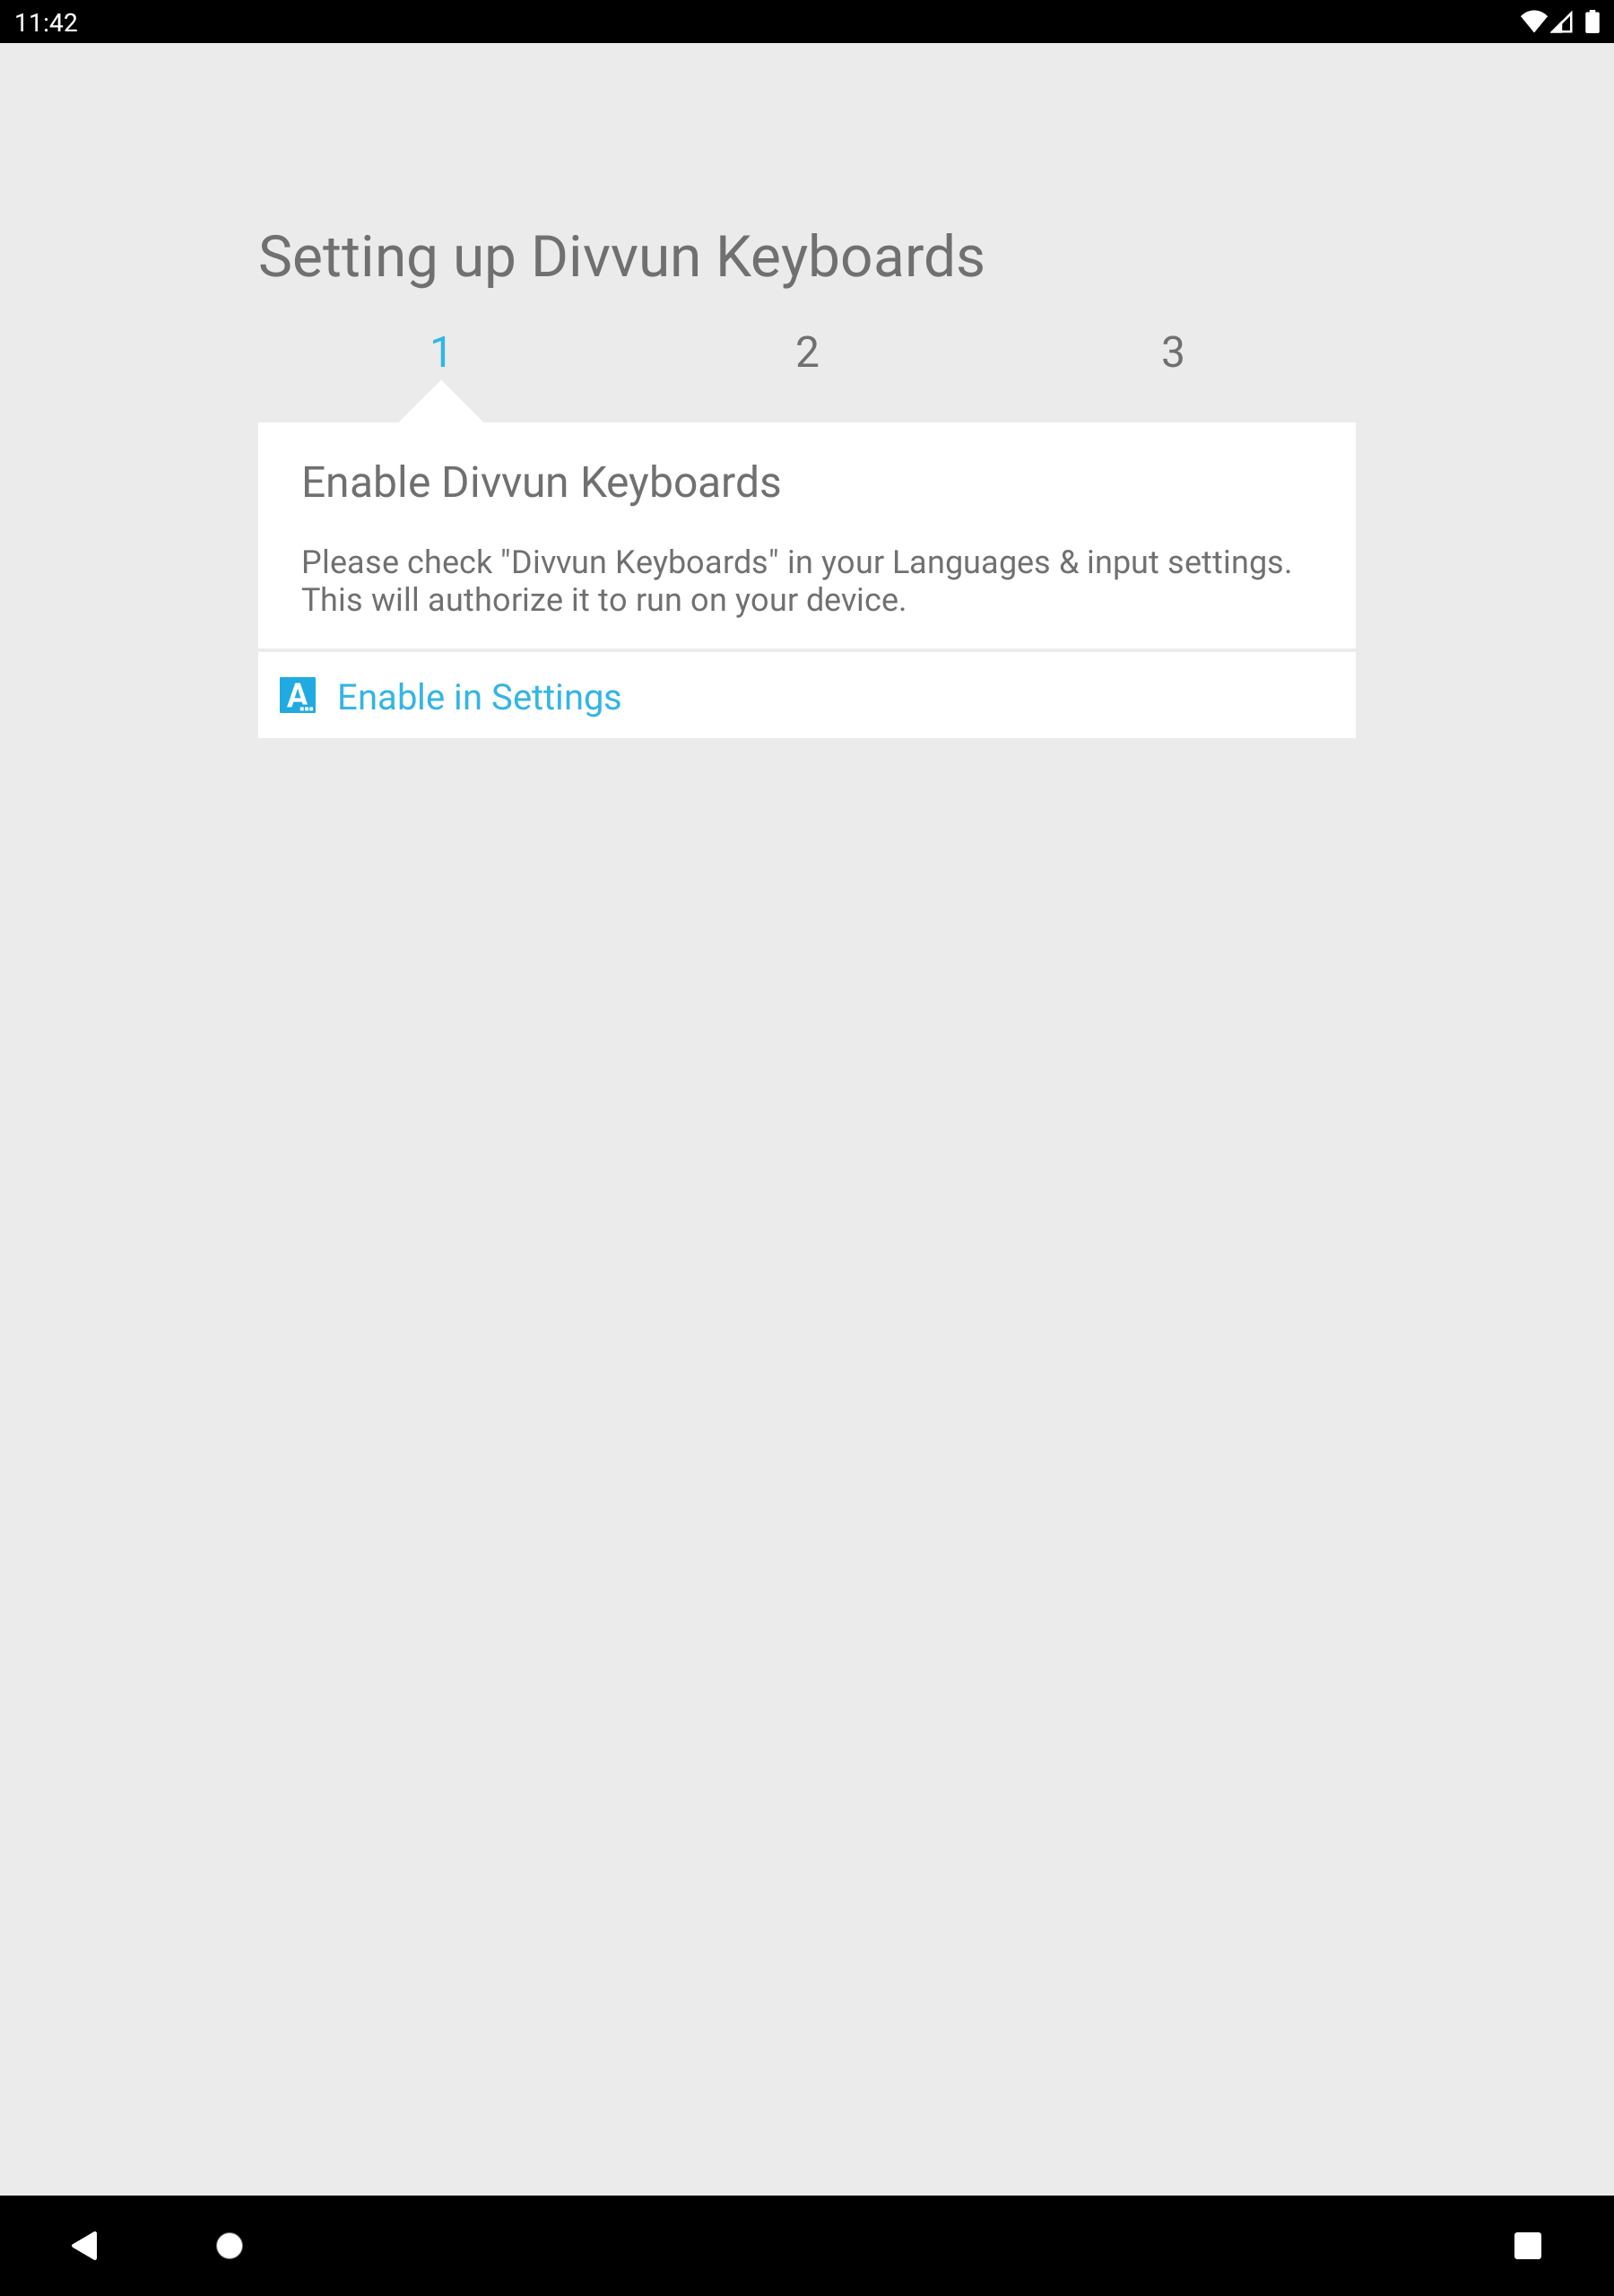 11:42
Setting up Divvun Keyboards
1 2 3
Enable Divvun Keyboards
Please check "Divvun Keyboards" in your Languages & input settings.
This will authorize it to run on your device.
A
Enable in Settings